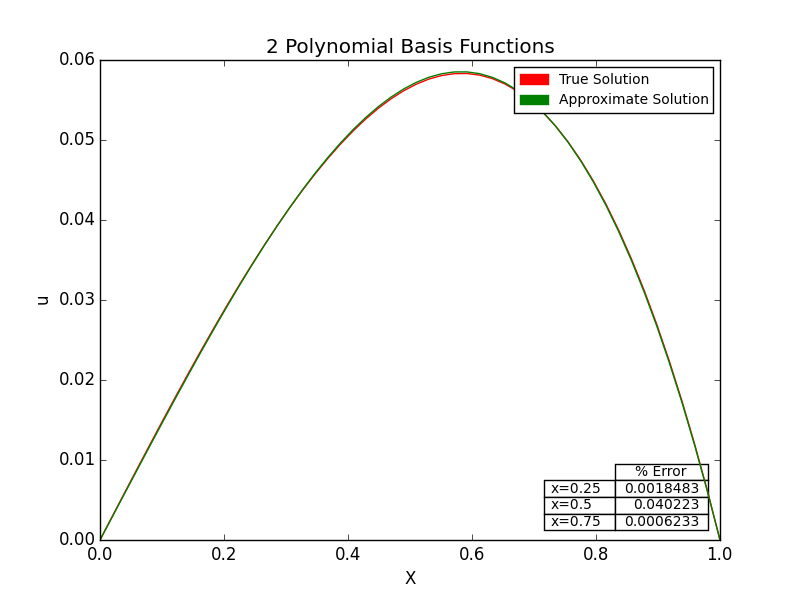 2 Polynomial Basis Functions
0.06
True Solution
Approximate Solution
0.05
0.04
u
0.03
0.02
0.01
% Error
x=0.25 0.0018483
x=0.5 0.040223
x=0.75 0.0006233
0.00
0.0 0.2 0.4 0.6 0.8 1.0
X